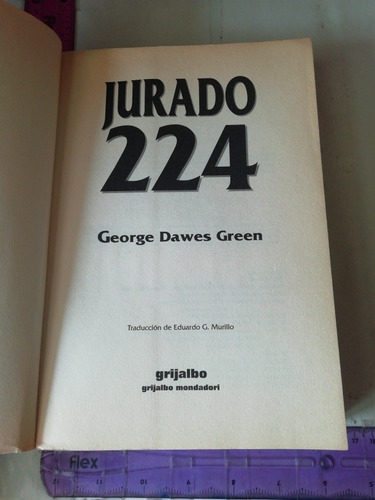 JURADO
224
George Dawes Green
Traducción de Eduardo G. Murillo
grijalbo
grijalbo mondadori
Flex